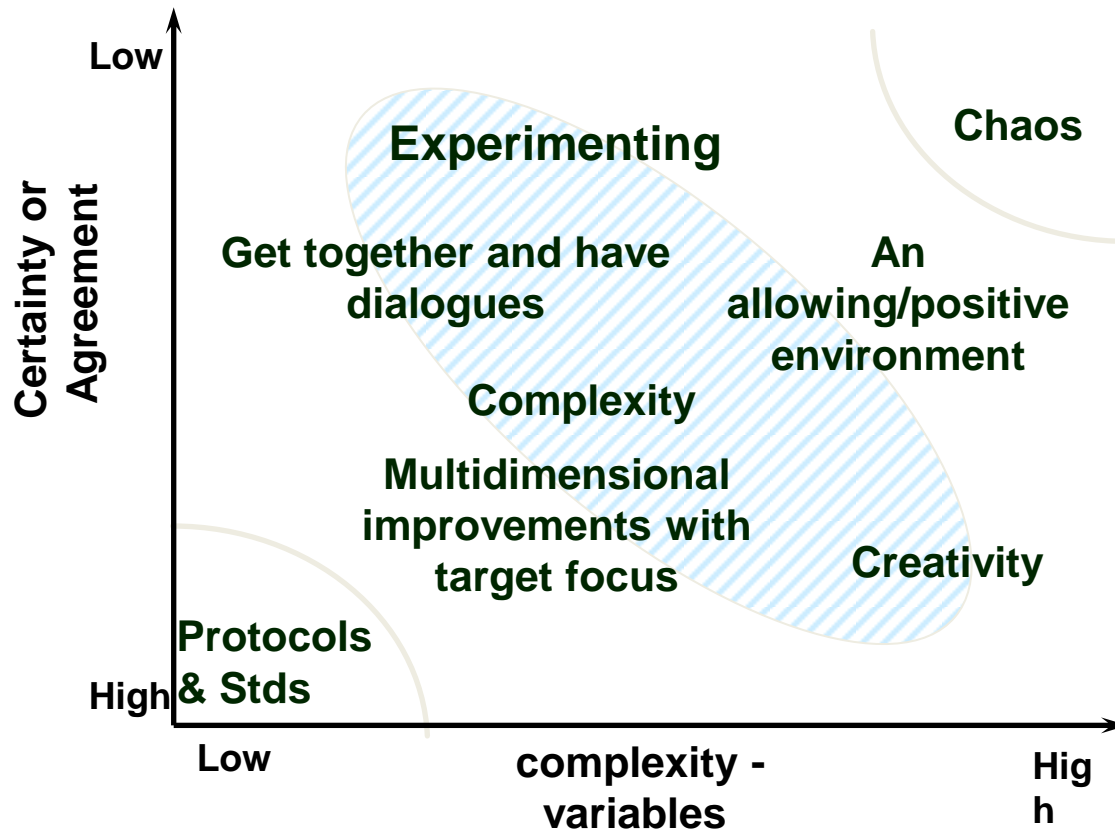 Low
Certainty or
Agreement
Experimenting
Chaos
Get together and have
dialogues
An
allowing/positive
environment
Complexity
Multidimensional
improvements with
target focus
Creativity
Protocols
& Stds
High
Low
complexity -
variables
Hig
h